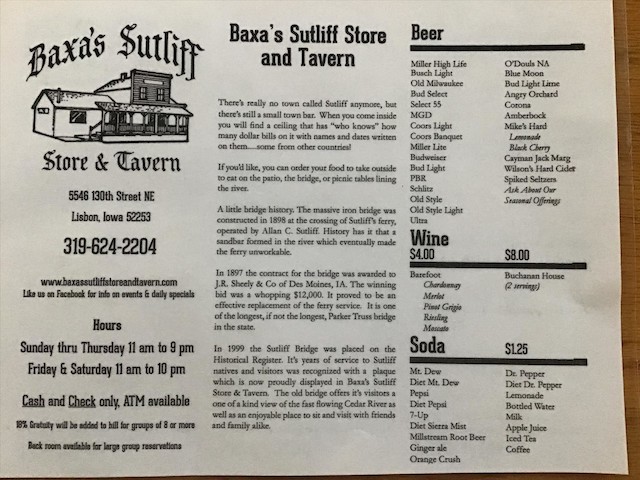 Baxa's Sutliff
Store & Tavern
5546 130th Street NE
Lisbon, Iowa 52253
319-624-2204
www.baxassutliffstoreandtavern.com
Like us on Facebook for info on events & daily specials
Hours
Sunday thru Thursday 11 am to 9 pm
Friday & Saturday 11 am to 10 pm
Cash and Check only, ATM available
18% Gratuity will be added to bill for groups of 8 or more
Back room available for large group reservations
Baxa's Sutliff Store
and Tavern
There's really no town called Sutliff anymore, but
there's still a small town bar. When you come inside
you will find a ceiling that has "who knows" how
many dollar bills on it with names and dates written
on them....some from other countries!
If you'd like, you can order your food to take outside
to eat on the patio, the bridge, or picnic tables lining
the river.
A little bridge history. The massive iron bridge was
constructed in 1898 at the crossing of Sutliff's ferry,
operated by Allan C. Sutliff. History has it that a
sandbar formed in the river which eventually made
the ferry unworkable.
In 1897 the contract for the bridge was awarded to
J.R. Sheely & Co of Des Moines, IA. The winning
bid was a whopping $12,000. It proved to be an
effective replacement of the ferry service. It is one
of the longest, if not the longest, Parker Truss bridge
in the state.
In 1999 the Sutliff Bridge was placed on the
Historical Register. It's years of service to Sutliff
natives and visitors was recognized with a plaque
which is now proudly displayed in Baxa's Sutliff
Store & Tavern. The old bridge offers it's visitors a
one of a kind view of the fast flowing Cedar River as
well as an enjoyable place to sit and visit with friends
and family alike.
Beer
Miller High Life
Busch Light
Old Milwaukee
Bud Select
Select 55
MGD
Coors Light
Coors Banquet
Miller Lite
Budweiser
Bud Light
PBR
Schlitz
Old Style
Old Style Light
Ultra
O'Douls NA
Blue Moon
Bud Light Lime
Angry Orchard
Corona
Amberbock
Mike's Hard
Lemonade
Black Cherry
Cayman Jack Marg
Wilson's Hard Cider
Spiked Seltzers
Ask About Our
Seasonal Offerings
Wine
$4.00 $8.00
Barefoot
Chardonnay
Merlot
Pinot Grigio
Riesling
Moscato
Buchanan House
(2 servings)
Soda $1.25
Mt. Dew
Diet Mt. Dew
Pepsi
Diet Pepsi
7-Up
Diet Sierra Mist
Millstream Root Beer
Ginger ale
Orange Crush
Dr. Pepper
Diet Dr. Pepper
Lemonade
Bottled Water
Milk
Apple Juice
Iced Tea
Coffee